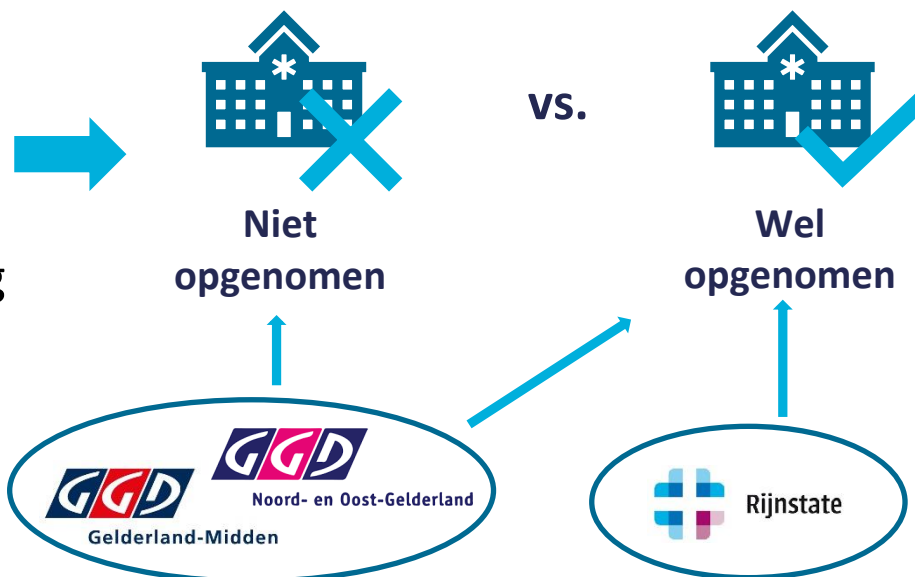 vs.
Niet
opgenomen
Wel
opgenomen
g
GGD
Noord- en Oost-Gelderland
GGD
Gelderland-Midden
Rijnstate